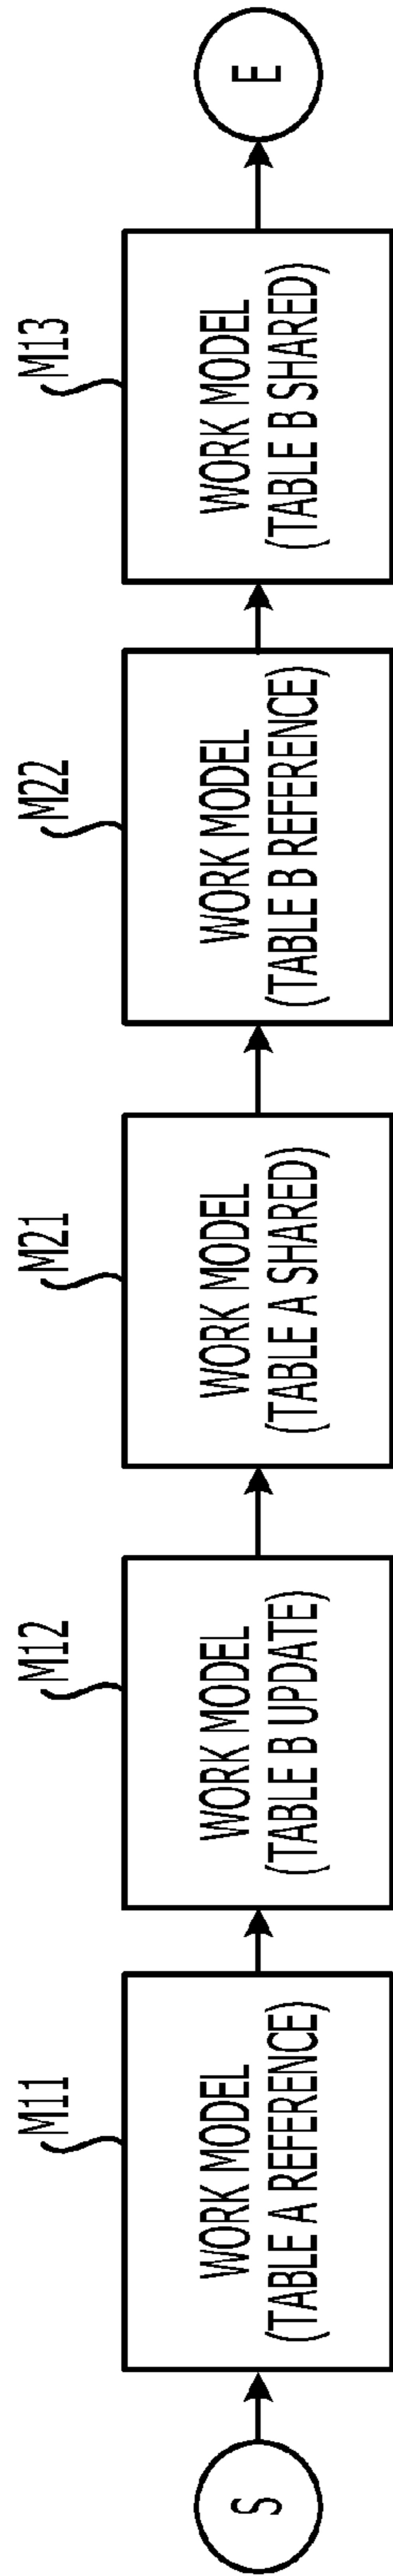 S
M11
WORK MODEL
(TABLE A REFERENCE)
M12
WORK MODEL
(TABLE B UPDATE)
M21
WORK MODEL
(TABLE A SHARED)
M22
WORK MODEL
(TABLE B REFERENCE)
M13
WORK MODEL
(TABLE B SHARED)
E